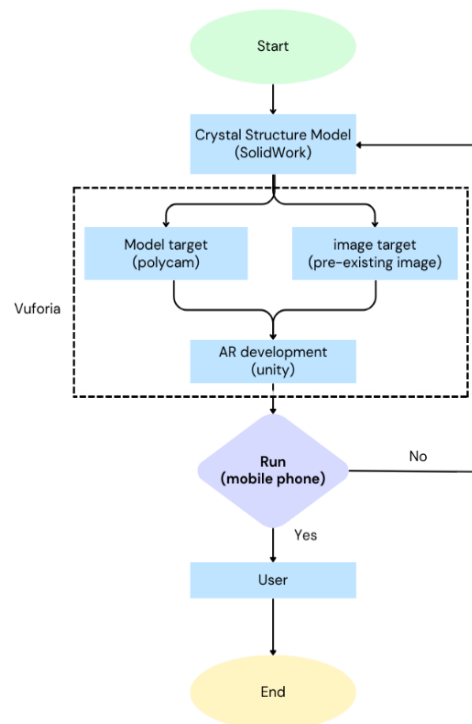 Start
Crystal Structure Model
(SolidWork)
Model target
(polycam)
image target
(pre-existing image)
Vuforia
AR development
(unity)
Run
(mobile phone)
No
Yes
User
End